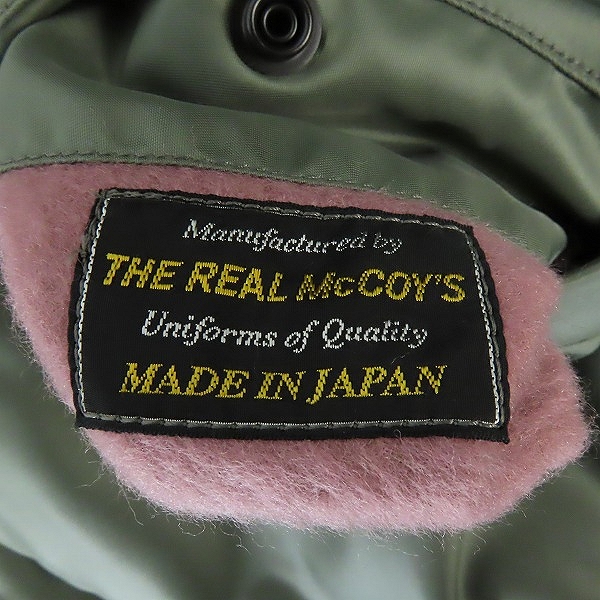 Manufactured by
THE REAL McCOY'S
Uniforms of Quality
MADE IN JAPAN